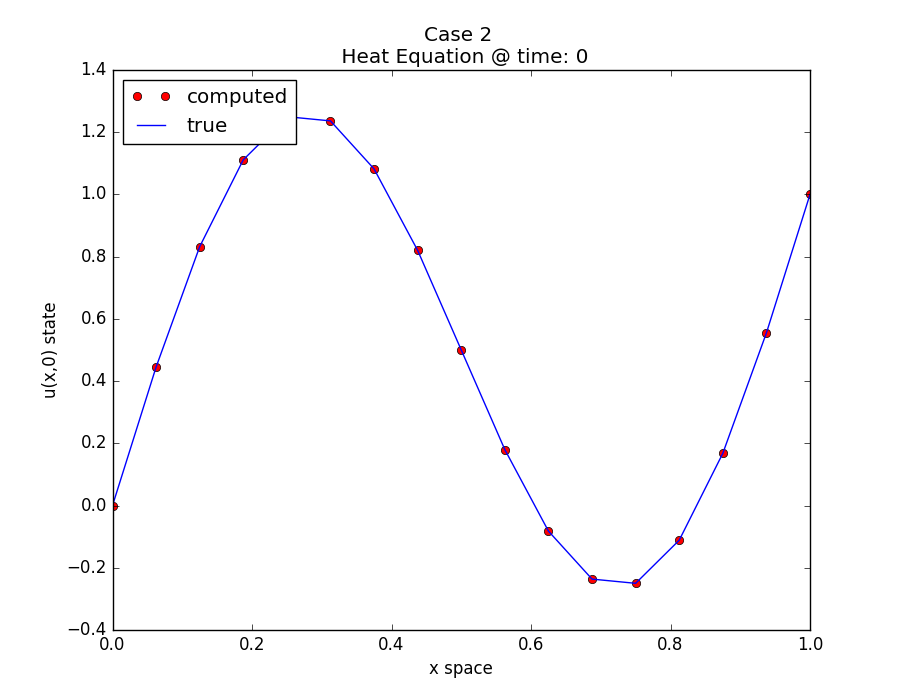 Case 2
Heat Equation @ time: 0
1.4
1.2
1.0
0.8
0.6
0.4
0.2
0.0
−0.2
−0.4
u(x,0) state
computed
true
0.0 0.2 0.4 0.6 0.8 1.0
x space